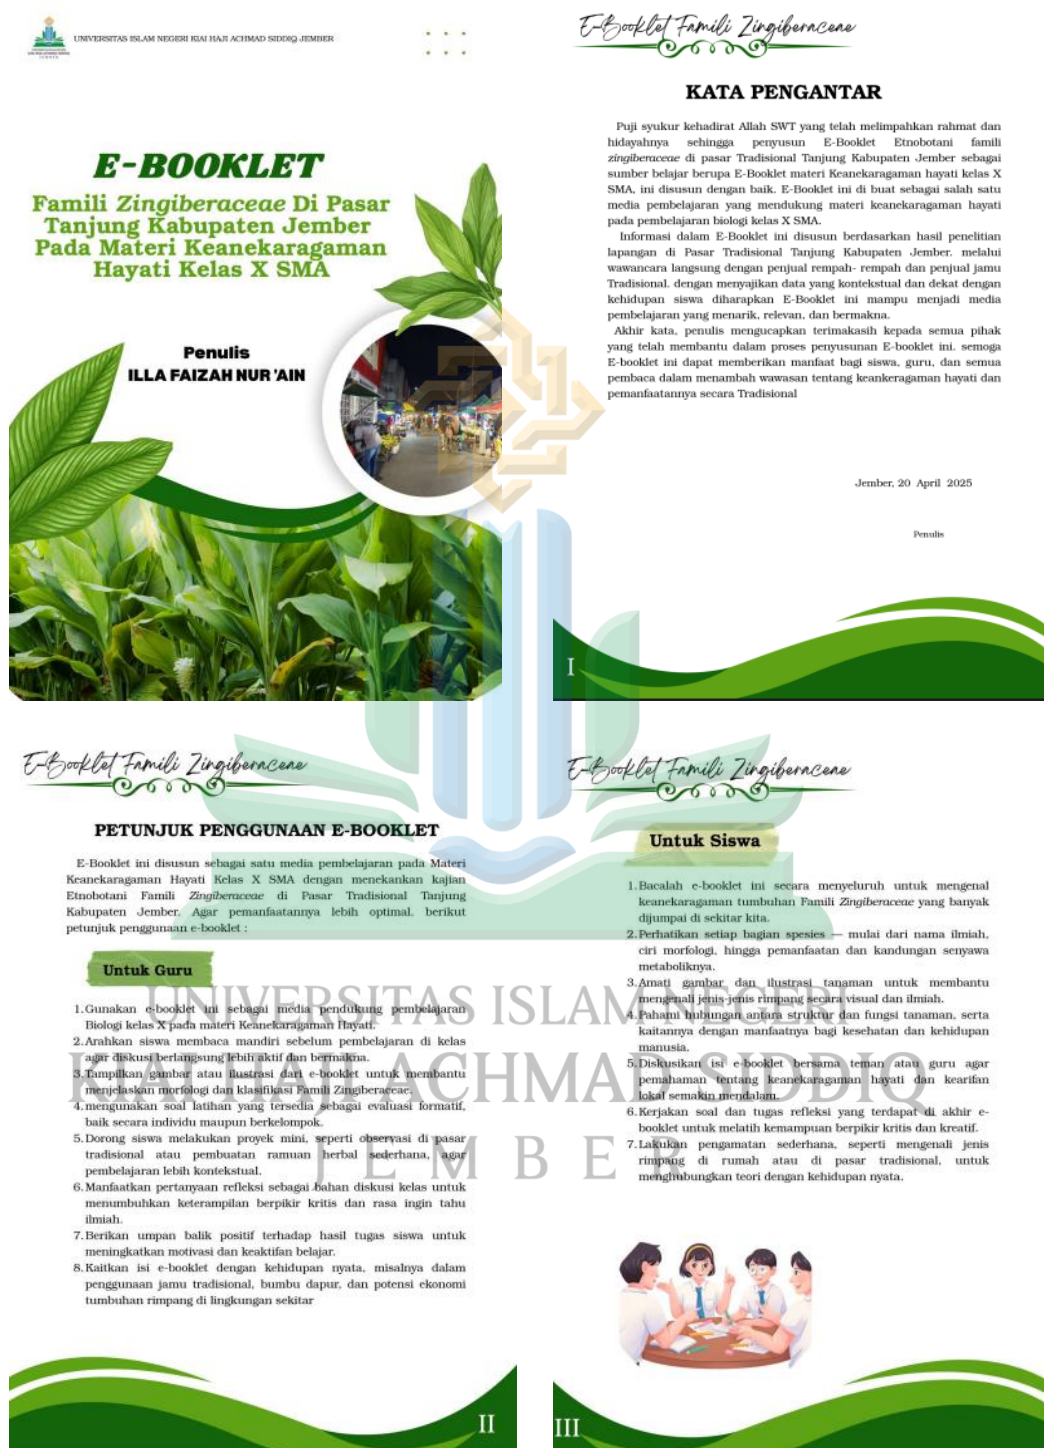 UNIVERSITAS ISLAM NEGERI KIAI HAJI ACHMAD SIDDIQ JEMBER
E-BOOKLET
Famili Zingiberaceae Di Pasar
Tanjung Kabupaten Jember
Pada Materi Keanekaragaman
Hayati Kelas X SMA
Penulis
ILLA FAIZAH NUR 'AIN
E-Booklet Famili Zingiberaceae
KATA PENGANTAR
Puji syukur kehadirat Allah SWT yang telah melimpahkan rahmat dan
hidayahnya sehingga penyusun E-Booklet Etnobotani famili
zingiberaceae di pasar Tradisional Tanjung Kabupaten Jember sebagai
sumber belajar berupa E-Booklet materi Keanekaragaman hayati kelas X
SMA, ini disusun dengan baik. E-Booklet ini di buat sebagai salah satu
media pembelajaran yang mendukung materi keanekaragaman hayati
pada pembelajaran biologi kelas X SMA.
Informasi dalam E-Booklet ini disusun berdasarkan hasil penelitian
lapangan di Pasar Tradisional Tanjung Kabupaten Jember. melalui
wawancara langsung dengan penjual rempah- rempah dan penjual jamu
Tradisional. dengan menyajikan data yang kontekstual dan dekat dengan
kehidupan siswa diharapkan E-Booklet ini mampu menjadi media
pembelajaran yang menarik, relevan, dan bermakna.
Akhir kata, penulis mengucapkan terimakasih kepada semua pihak
yang telah membantu dalam proses penyusunan E-booklet ini. semoga
E-booklet ini dapat memberikan manfaat bagi siswa, guru, dan semua
pembaca dalam menambah wawasan tentang keankeragaman hayati dan
pemanfaatannya secara Tradisional
Jember, 20 April 2025
Penulis
I
E-Booklet Famili Zingiberaceae
PETUNJUK PENGGUNAAN E-BOOKLET
E-Booklet ini disusun sebagai satu media pembelajaran pada Materi
Keanekaragaman Hayati Kelas X SMA dengan menekankan kajian
Etnobotani Famili Zingiberaceae di Pasar Tradisional Tanjung
Kabupaten Jember. Agar pemanfaatannya lebih optimal. berikut
petunjuk penggunaan e-booklet :
Untuk Guru
1. Gunakan e-booklet ini sebagai media pendukung pembelajaran
Biologi kelas X pada materi Keanekaragaman Hayati.
2. Arahkan siswa membaca mandiri sebelum pembelajaran di kelas
agar diskusi berlangsung lebih aktif dan bermakna.
3. Tampilkan gambar atau ilustrasi dari e-booklet untuk membantu
menjelaskan morfologi dan klasifikasi Famili Zingiberaceae.
4. mengunakan soal latihan yang tersedia sebagai evaluasi formatif,
baik secara individu maupun berkelompok.
5. Dorong siswa melakukan proyek mini, seperti observasi di pasar
tradisional atau pembuatan ramuan herbal sederhana, agar
pembelajaran lebih kontekstual.
6. Manfaatkan pertanyaan refleksi sebagai bahan diskusi kelas untuk
menumbuhkan keterampilan berpikir kritis dan rasa ingin tahu
ilmiah.
7. Berikan umpan balik positif terhadap hasil tugas siswa untuk
meningkatkan motivasi dan keaktifan belajar.
8. Kaitkan isi e-booklet dengan kehidupan nyata, misalnya dalam
penggunaan jamu tradisional, bumbu dapur, dan potensi ekonomi
tumbuhan rimpang di lingkungan sekitar
II
E-Booklet Famili Zingiberaceae
Untuk Siswa
1. Bacalah e-booklet ini secara menyeluruh untuk mengenal
keanekaragaman tumbuhan Famili Zingiberaceae yang banyak
dijumpai di sekitar kita.
2. Perhatikan setiap bagian spesies — mulai dari nama ilmiah,
ciri morfologi, hingga pemanfaatan dan kandungan senyawa
metaboliknya.
3. Amati gambar dan ilustrasi tanaman untuk membantu
mengenali jenis-jenis rimpang secara visual dan ilmiah.
4. Pahami hubungan antara struktur dan fungsi tanaman, serta
kaitannya dengan manfaatnya bagi kesehatan dan kehidupan
manusia.
5. Diskusikan isi e-booklet bersama teman atau guru agar
pemahaman tentang keanekaragaman hayati dan kearifan
lokal semakin mendalam.
6. Kerjakan soal dan tugas refleksi yang terdapat di akhir e-
booklet untuk melatih kemampuan berpikir kritis dan kreatif.
7. Lakukan pengamatan sederhana, seperti mengenali jenis
rimpang di rumah atau di pasar tradisional, untuk
menghubungkan teori dengan kehidupan nyata.
III
UNIVERSITAS ISLAM NEGERI
KIAI HAJI ACHMAD SIDDIQ
JEMBER